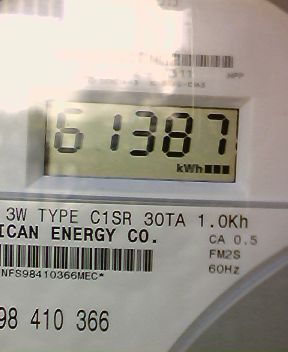 61387
kWh
3W TYPE C1SR 30TA 1.0Kh
ICAN ENERGY CO.
CA 0.5
FM2S
NFS98410366MEC*
60Hz
98 410 366